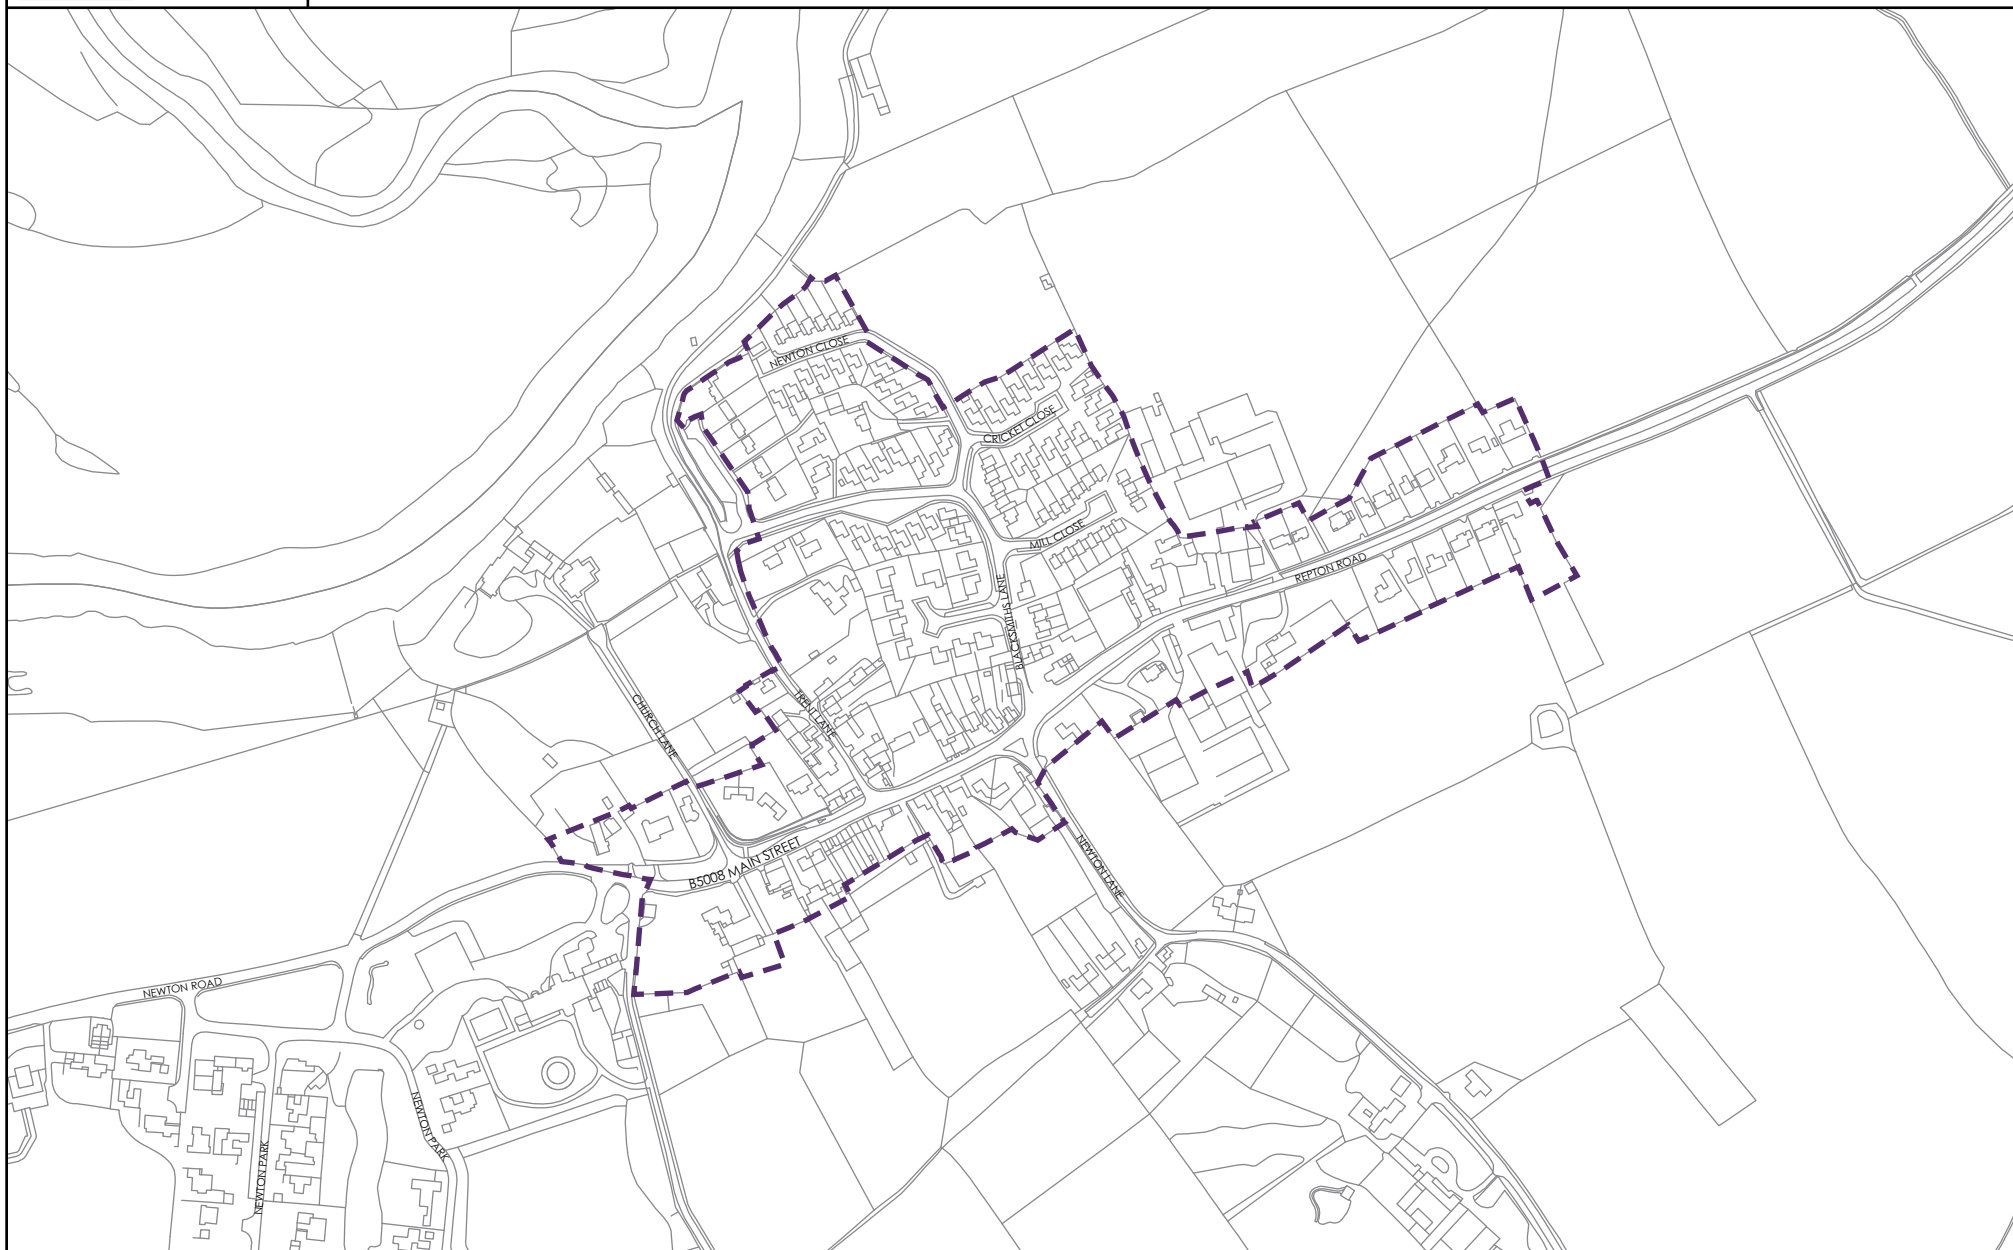 NEWTON CLOSE
CRICKET CLOSE
MILL CLOSE
REPTON ROAD
BLACKSMITHS LANE
CHURCH LANE
TRENT LANE
B5008 MAIN STREET
NEWTON LANE
NEWTON ROAD
NEWTON PARK
NEWTON PARK